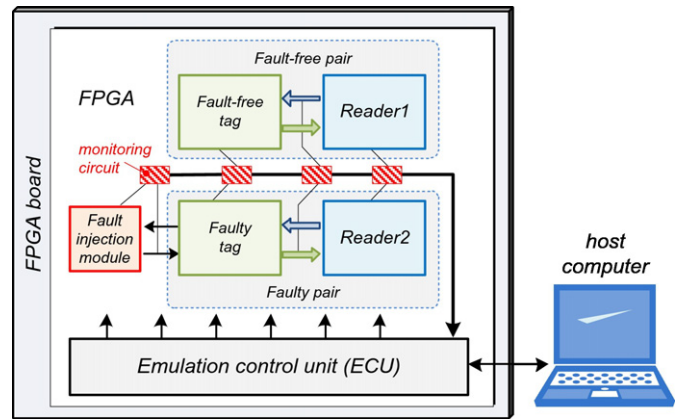 Fault-free pair
FPGA
Fault-free
tag
Reader1
monitoring
circuit
FPGA board
Fault
injection
module
Faulty
tag
Reader2
Faulty pair
host
computer
Emulation control unit (ECU)